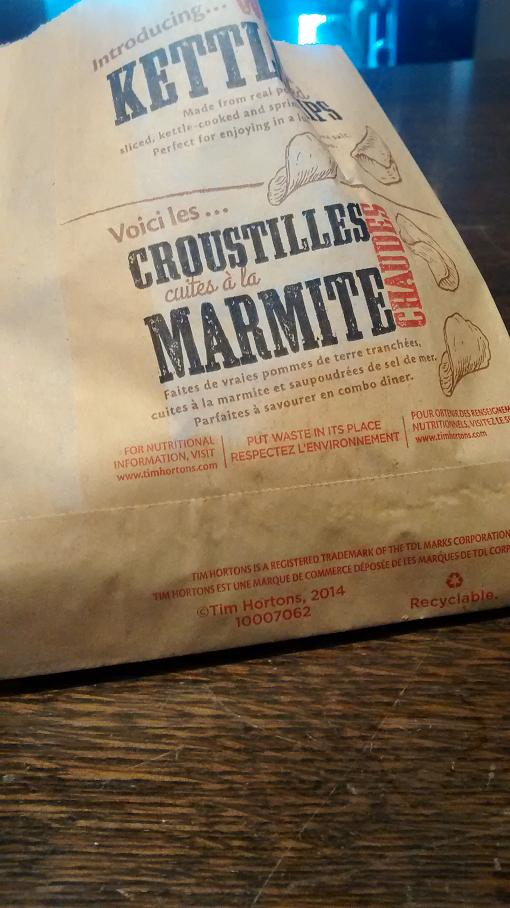 Introducing...
KETTL
IPS
Made from real
sliced, kettle-cooked and
Perfect for enjoying in a
Voici les ...
CROUSTILLES
cuites à la
MARMITE
CHAUDES
Faites de vraies pommes de terre tranchées,
cuites à la marmite et saupoudrées de sel de mer.
Parfaites à savourer en combo dîner.
FOR NUTRITIONAL
INFORMATION, VISIT
www.timhortons.com
PUT WASTE IN ITS PLACE
RESPECTEZ L'ENVIRONNEMENT
POUR OBTENIR DES RENSEIGNEM
NUTRITIONNELS, VISITEZ LE S
www.timhortons.com
TIM HORTONS IS A REGISTERED TRADEMARK OF THE TDL MARKS CORPORATION
TIM HORTONS EST UNE MARQUE DE COMMERCE DÉPOSÉE DE LES MARQUES DE TDL CORP
©Tim Hortons, 2014
10007062
Recyclable.